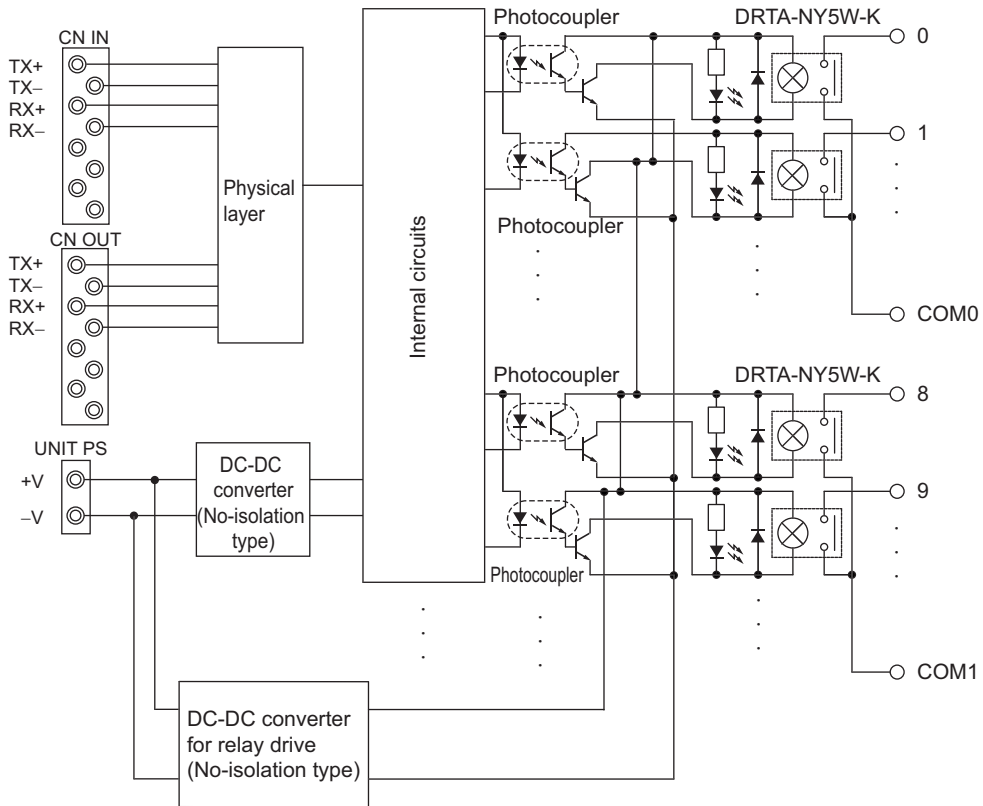 Photocoupler
DRTA-NY5W-K
CN IN
0
TX+
TX–
RX+
RX–
1
Physical
layer
Photocoupler
Internal circuits
CN OUT
TX+
TX–
RX+
RX–
COM0
Photocoupler
DRTA-NY5W-K
8
UNIT PS
+V
–V
DC-DC
converter
(No-isolation
type)
9
Photocoupler
COM1
DC-DC converter
for relay drive
(No-isolation type)